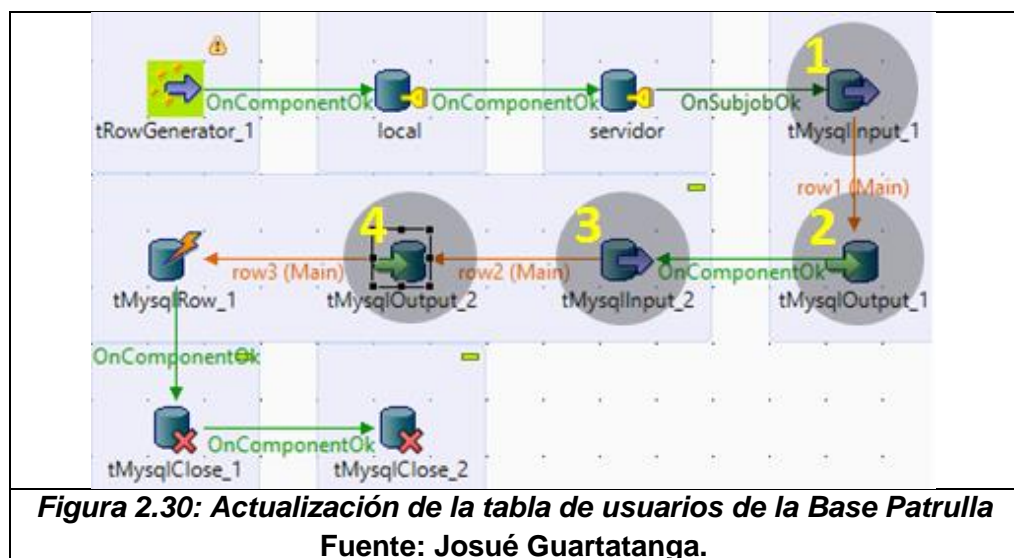 1
OnComponentOk
OnComponentOk
OnSubjobOk
tRowGenerator_1
local
servidor
tMysqlInput_1
row1 (Main)
4
3
2
row3 (Main)
row2 (Main)
OnComponentOk
tMysqlRow_1
tMysqlOutput_2
tMysqlInput_2
tMysqlOutput_1
OnComponentOk
OnComponentOk
tMysqlClose_1
tMysqlClose_2
Figura 2.30: Actualización de la tabla de usuarios de la Base Patrulla
Fuente: Josué Guartatanga.